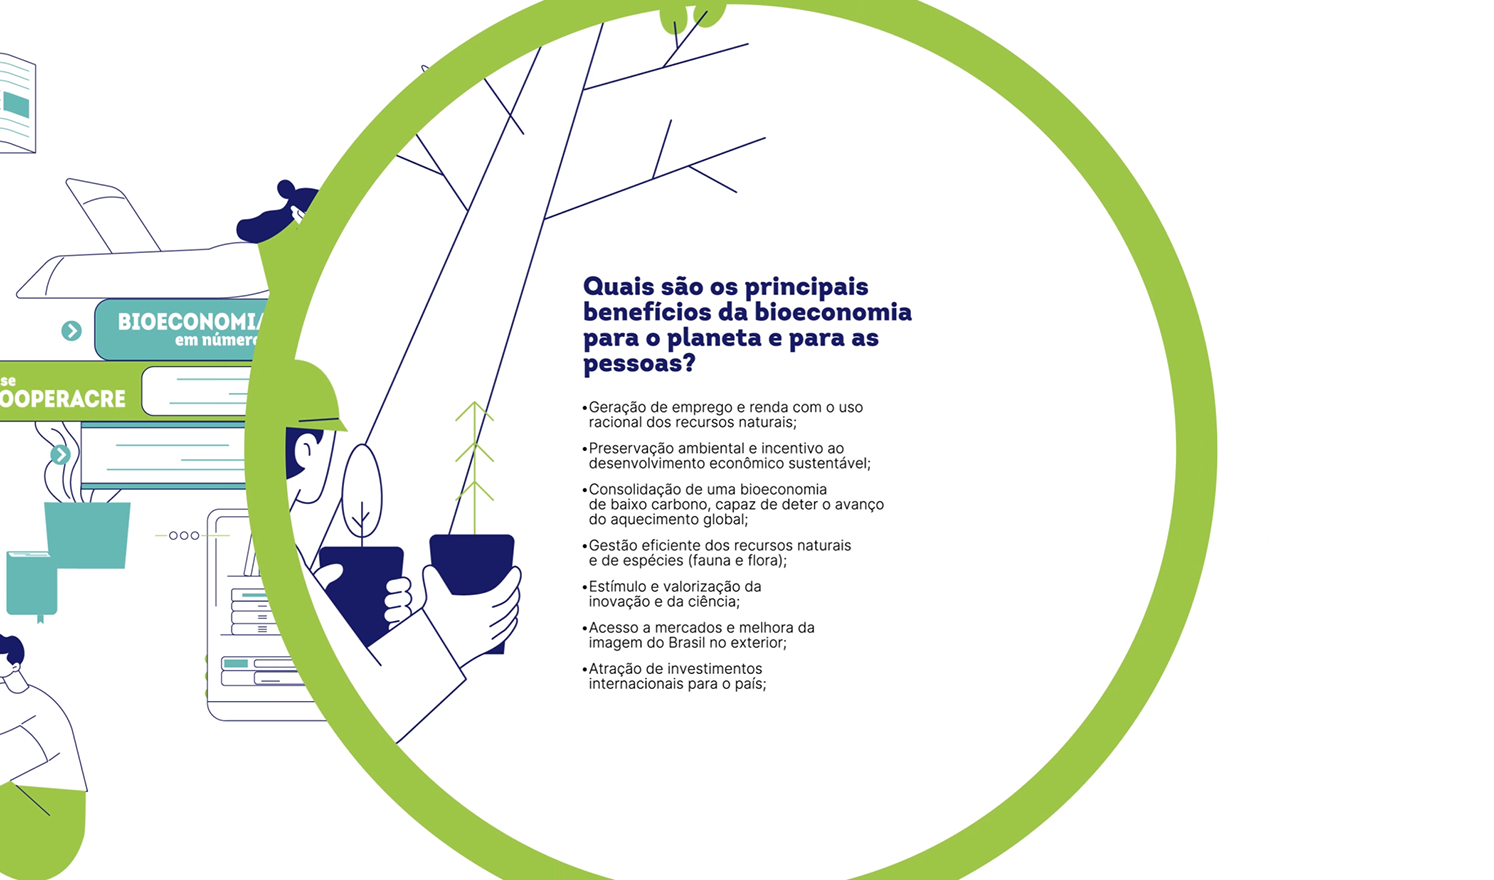 BIOECONOMIA
em número
se
OOPERACRE
Quais são os principais
benefícios da bioeconomia
para o planeta e para as
pessoas?
•Geração de emprego e renda com o uso
racional dos recursos naturais;
•Preservação ambiental e incentivo ao
desenvolvimento econômico sustentável;
•Consolidação de uma bioeconomia
de baixo carbono, capaz de deter o avanço
do aquecimento global;
•Gestão eficiente dos recursos naturais
e de espécies (fauna e flora);
•Estímulo e valorização da
inovação e da ciência;
•Acesso a mercados e melhora da
imagem do Brasil no exterior;
•Atração de investimentos
internacionais para o país;